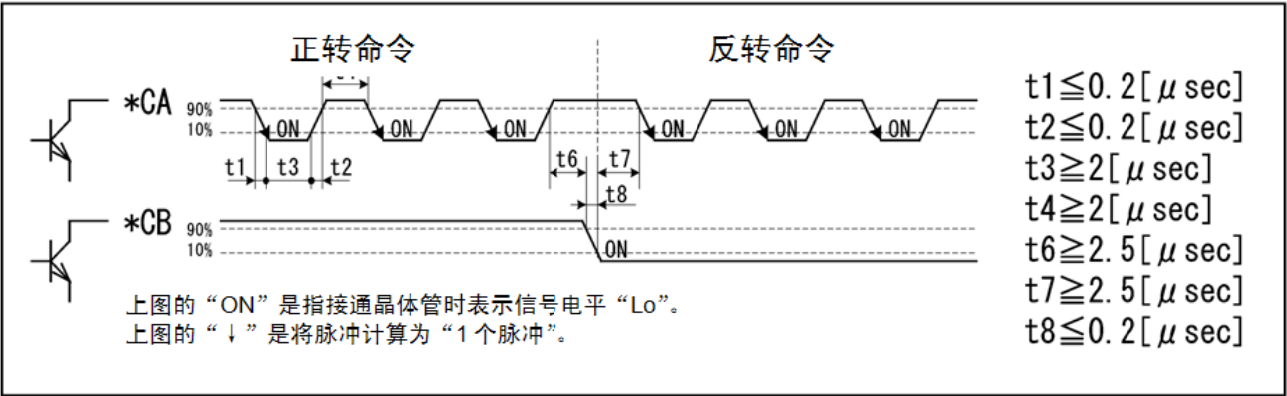 正转命令 反转命令
*CA 90% 10% ON ON ON ON ON ON
t1 t3 t2 t6 t7
t8
*CB 90% 10% ON
上图的“ON”是指接通晶体管时表示信号电平“Lo”。
上图的“↓”是将脉冲计算为“1个脉冲”。
t1≦0.2[μsec]
t2≦0.2[μsec]
t3≧2[μsec]
t4≧2[μsec]
t6≧2.5[μsec]
t7≧2.5[μsec]
t8≦0.2[μsec]